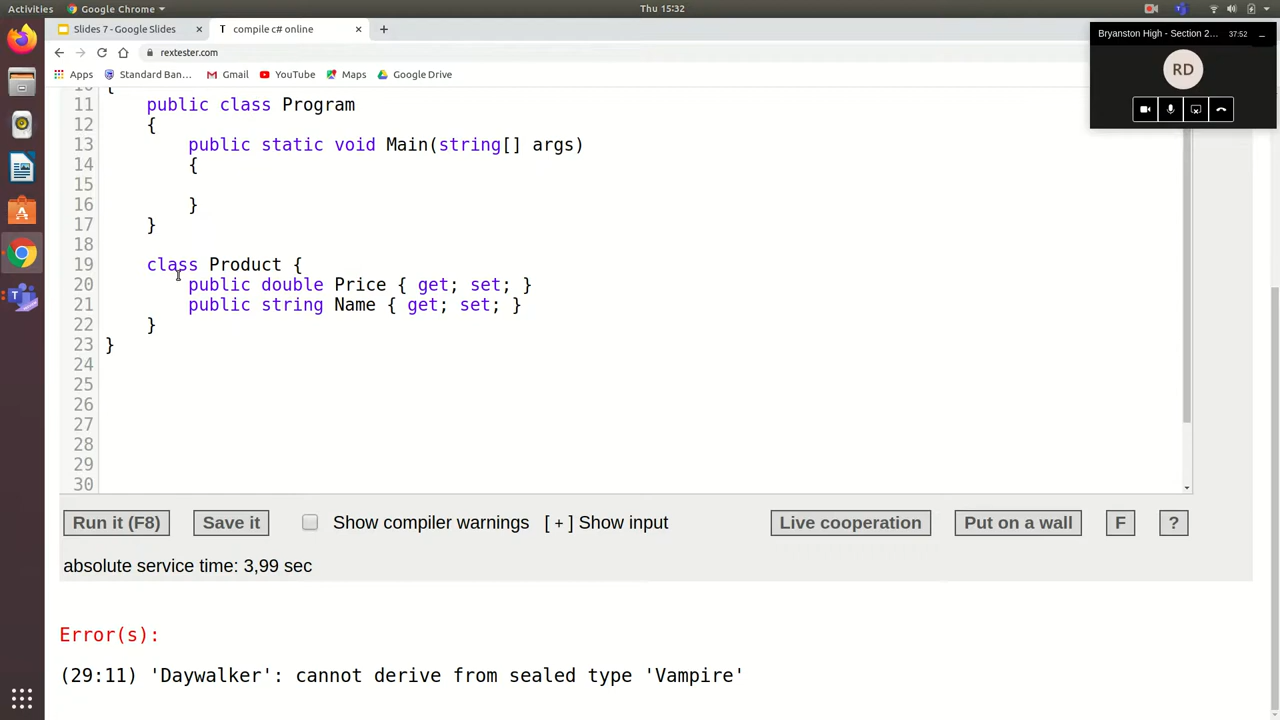 Activities
Google Chrome
Thu 15:32
Slides 7 - Google Slides
compile c# online
rextester.com
Apps
Standard Ban...
Gmail
YouTube
Maps
Google Drive
Bryanston High - Section 2...
37:52
RD
10 {
11 public class Program
12 {
13 public static void Main(string[] args)
14 {
15
16 }
17 }
18
19 class Product {
20 public double Price { get; set; }
21 public string Name { get; set; }
22 }
23 }
24
25
26
27
28
29
30
Run it (F8)
Save it
Show compiler warnings
[ + ] Show input
Live cooperation
Put on a wall
F
?
absolute service time: 3,99 sec
Error(s):
(29:11) 'Daywalker': cannot derive from sealed type 'Vampire'